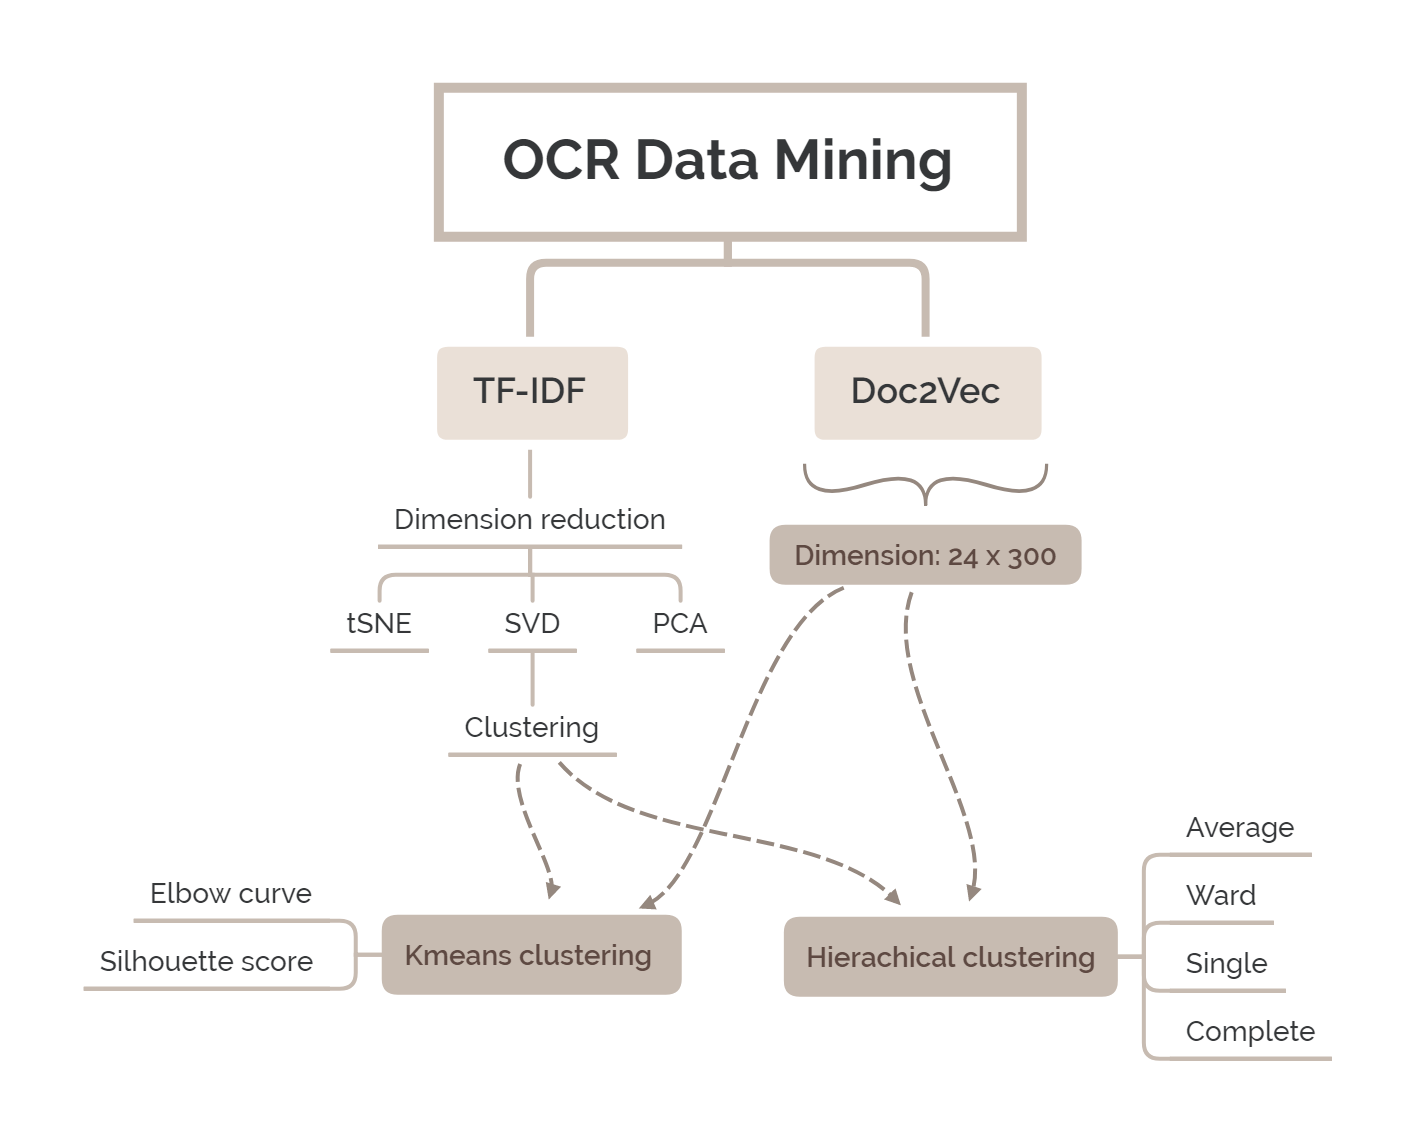 OCR Data Mining
TF-IDF
Doc2Vec
Dimension reduction
Dimension: 24 x 300
tSNE
SVD
PCA
Clustering
Elbow curve
Silhouette score
Kmeans clustering
Hierachical clustering
Average
Ward
Single
Complete